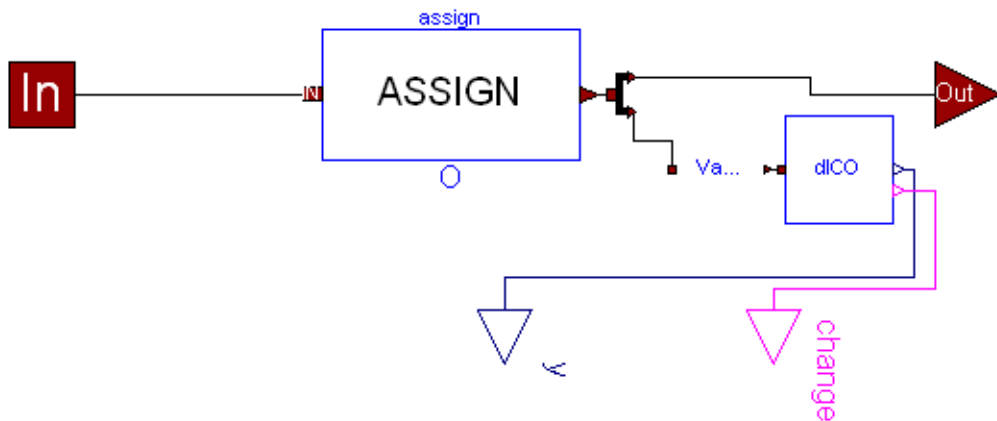 assign
In
IN
ASSIGN
Out
O
Va...
dICO
y
change